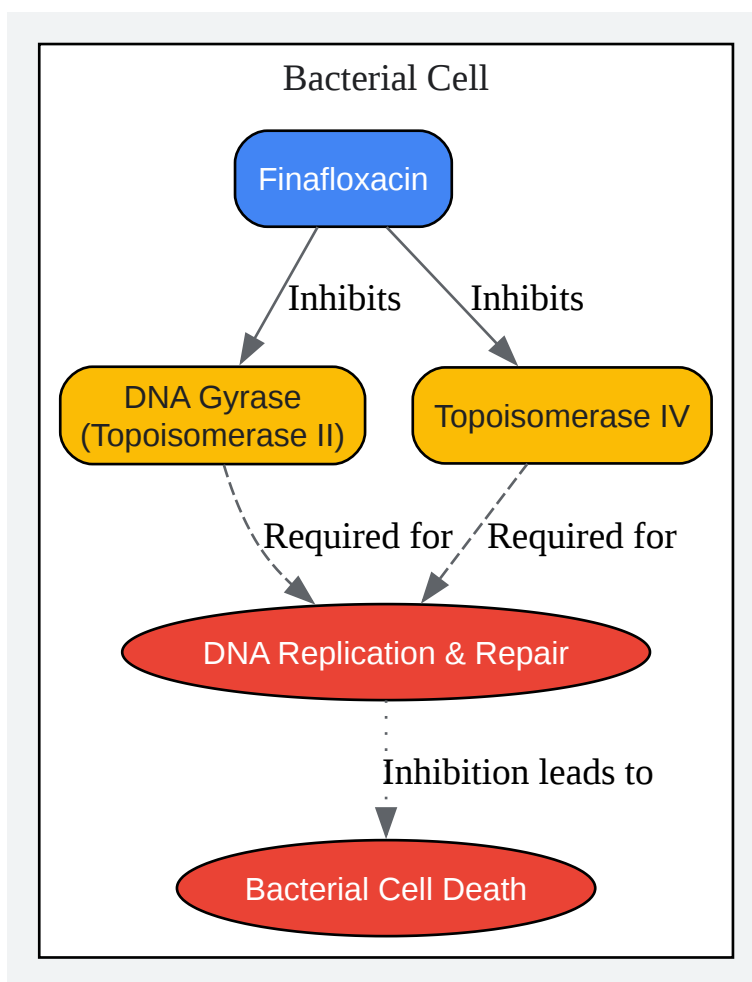 Bacterial Cell
Finafloxacin
Inhibits
Inhibits
DNA Gyrase
(Topoisomerase II)
Topoisomerase IV
Required for
Required for
DNA Replication & Repair
Inhibition leads to
Bacterial Cell Death